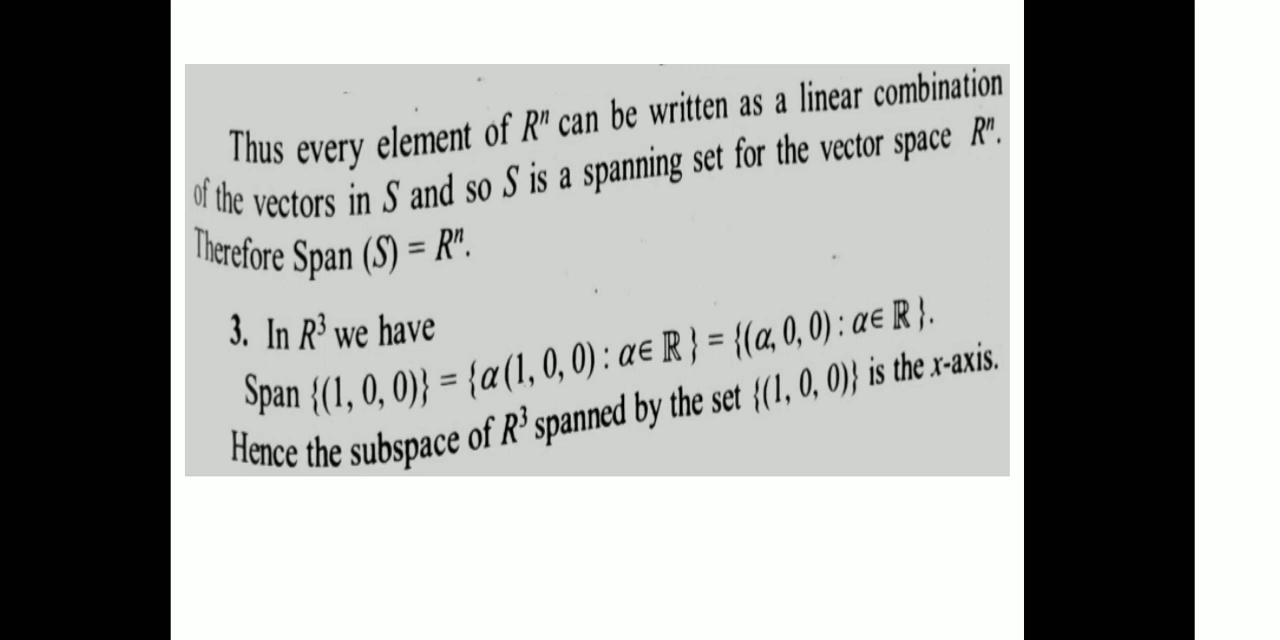 Thus every element of Rⁿ can be written as a linear combination
of the vectors in S and so S is a spanning set for the vector space Rⁿ.
Therefore Span (S) = Rⁿ.
3. In R³ we have
Span {(1, 0, 0)} = {α(1, 0, 0) : α∈ ℝ } = {(α, 0, 0) : α∈ ℝ }.
Hence the subspace of R³ spanned by the set {(1, 0, 0)} is the x-axis.